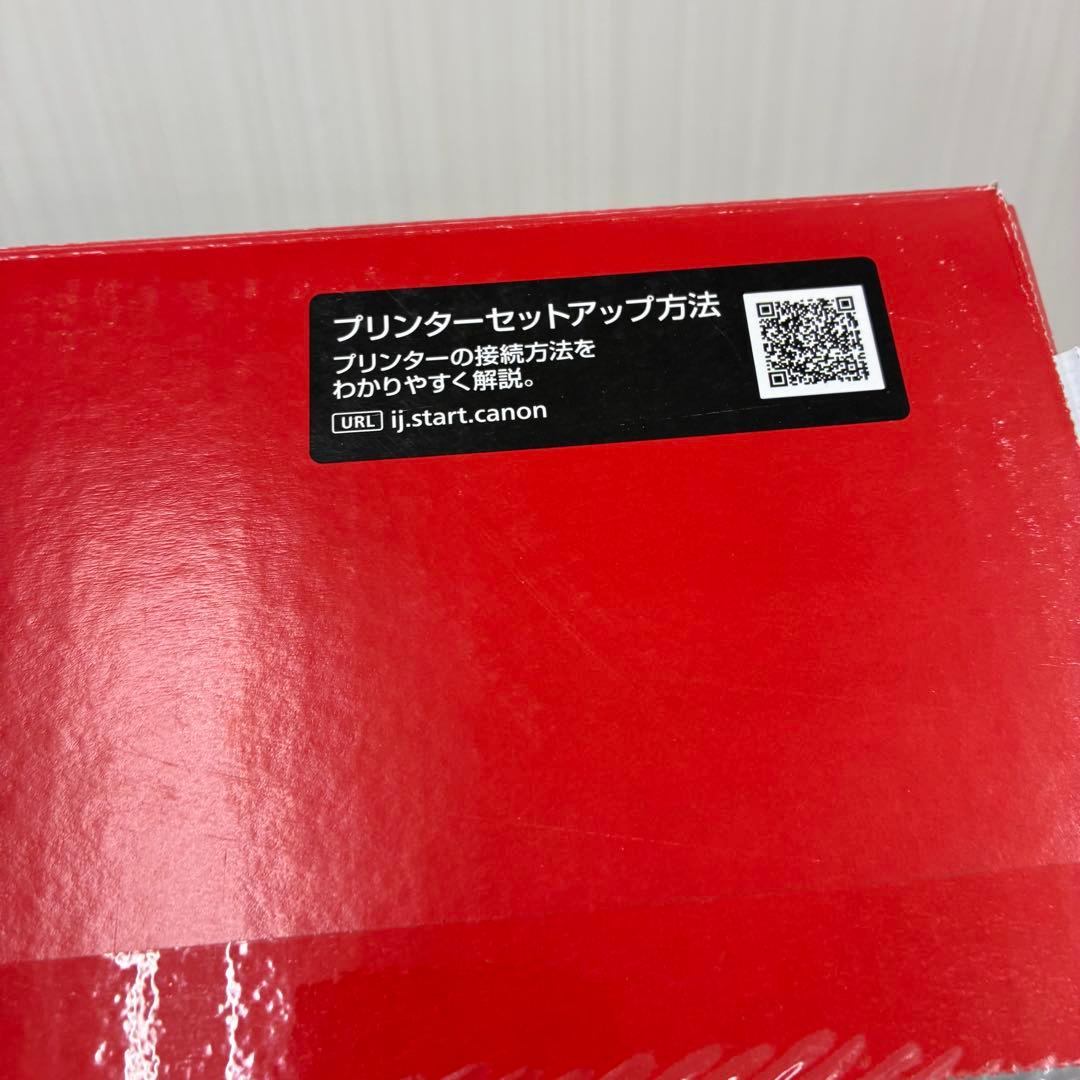 プリンターセットアップ方法
プリンターの接続方法を
わかりやすく解説。
URL ij.start.canon